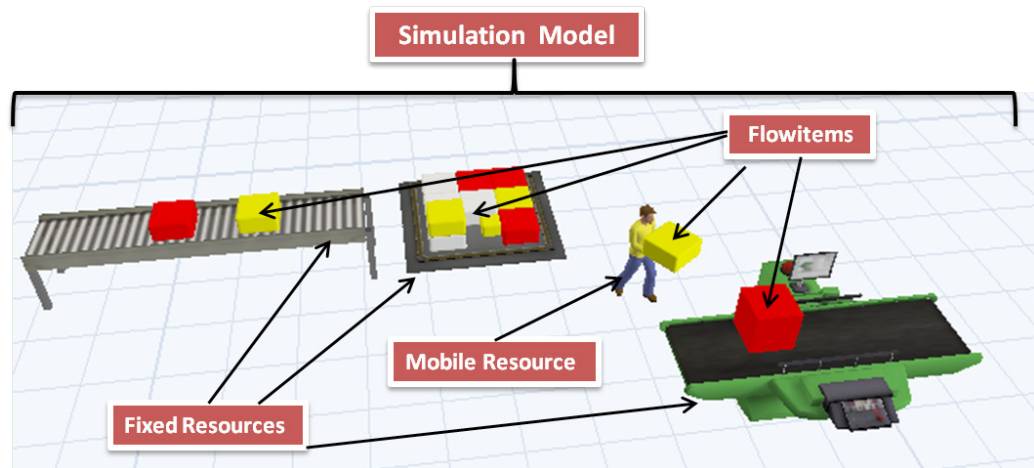 Simulation Model
Flowitems
Mobile Resource
Fixed Resources